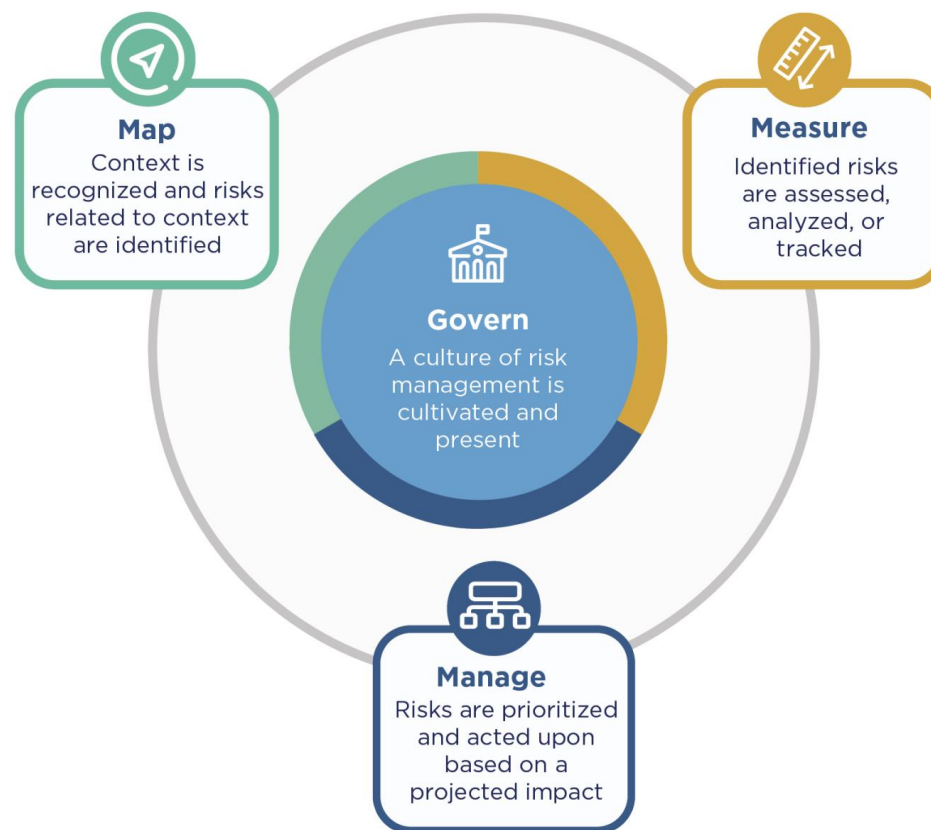 Map
Context is
recognized and risks
related to context
are identified
Measure
Identified risks
are assessed,
analyzed, or
tracked
Govern
A culture of risk
management is
cultivated and
present
Manage
Risks are prioritized
and acted upon
based on a
projected impact